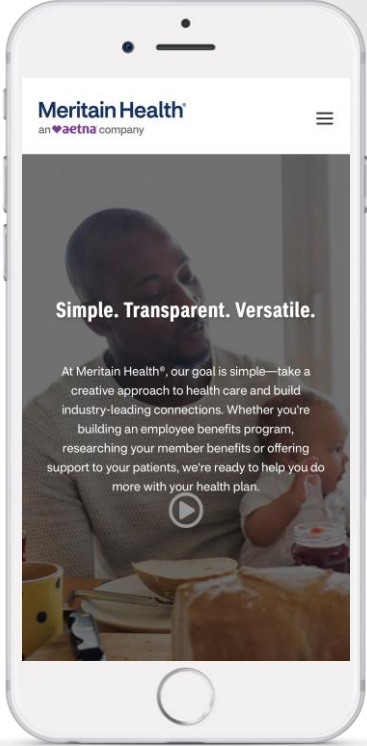 Meritain Health®
an aetna company
Simple. Transparent. Versatile.
At Meritain Health®, our goal is simple—take a
creative approach to health care and build
industry-leading connections. Whether you're
building an employee benefits program,
researching your member benefits or offering
support to your patients, we're ready to help you do
more with your health plan.